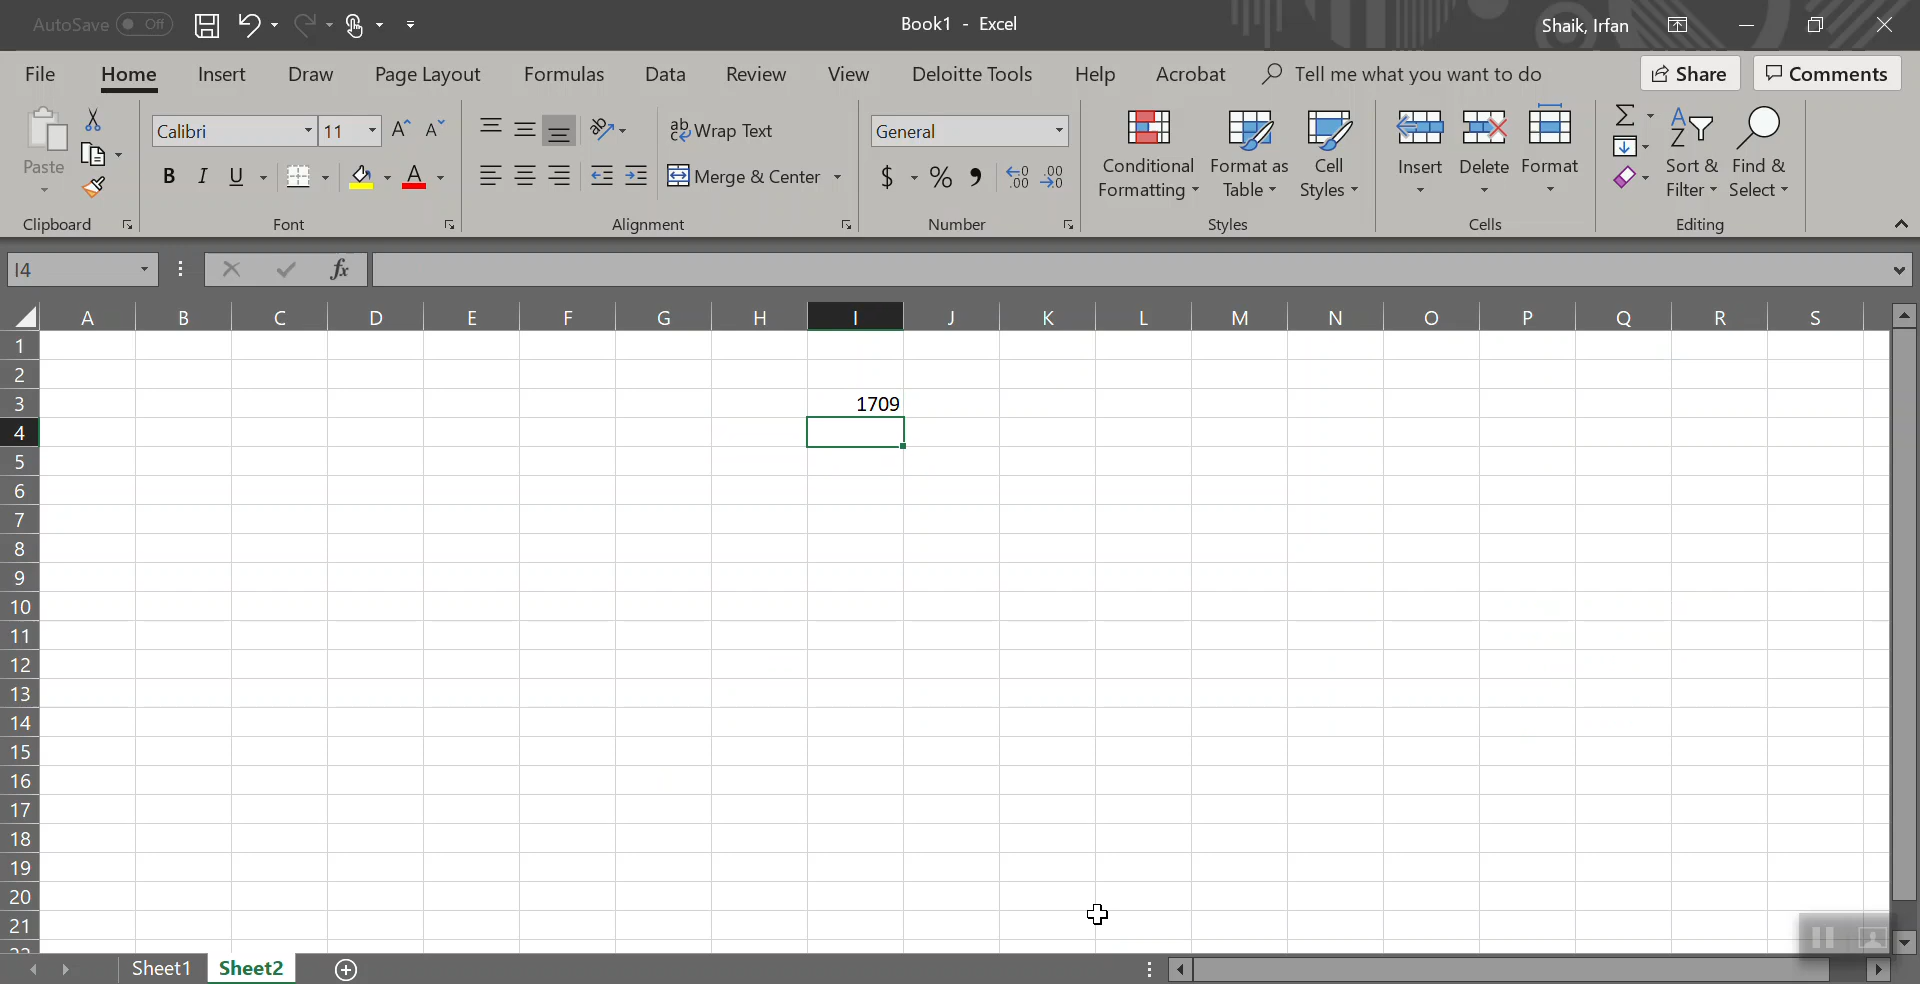 AutoSave Off
Book1 - Excel
Shaik, Irfan
File Home Insert Draw Page Layout Formulas Data Review View Deloitte Tools Help Acrobat Tell me what you want to do Share Comments
Paste
Clipboard
Calibri 11
B I U
Font
ab Wrap Text
Merge & Center
Alignment
General
$ % ,
Number
Conditional Formatting
Format as Table
Cell Styles
Styles
Insert Delete Format
Cells
Sort & Filter
Find & Select
Editing
I4
fx
A B C D E F G H I J K L M N O P Q R S
1
2
3 1709
4
5
6
7
8
9
10
11
12
13
14
15
16
17
18
19
20
21
22
Sheet1 Sheet2